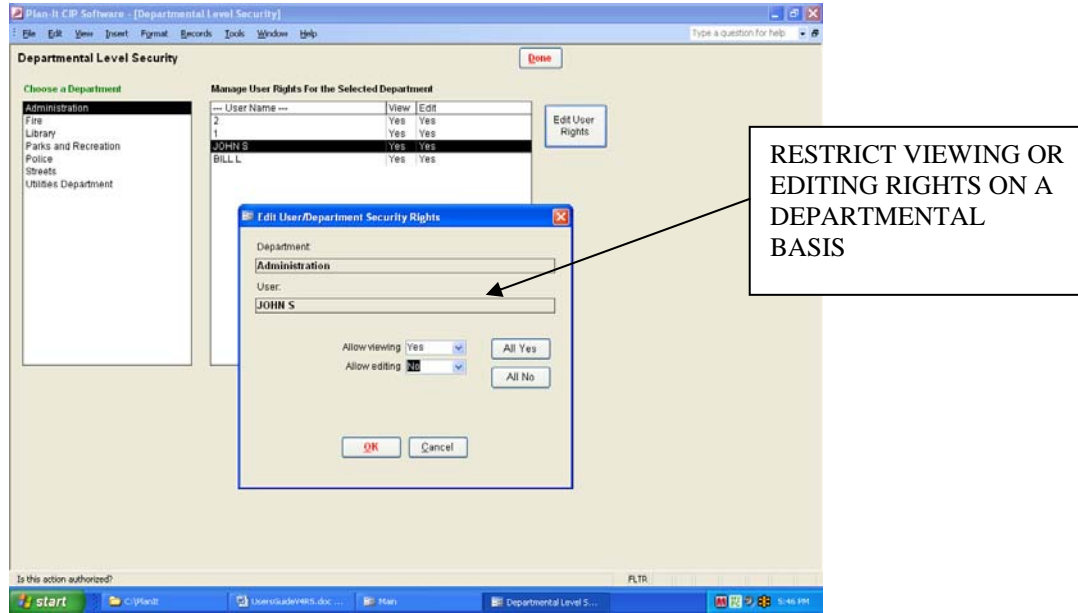 Plan-It CIP Software - [Departmental Level Security]
File Edit View Insert Format Records Tools Window Help
Type a question for help
Departmental Level Security
Done
Choose a Department
Manage User Rights For the Selected Department
Administration
Fire
Library
Parks and Recreation
Police
Streets
Utilities Department
--- User Name --- View Edit
2 Yes Yes
1 Yes Yes
JOHN S Yes Yes
BILL L Yes Yes
Edit User
Rights
RESTRICT VIEWING OR
EDITING RIGHTS ON A
DEPARTMENTAL
BASIS
Edit User/Department Security Rights
Department:
Administration
User:
JOHN S
Allow viewing Yes
Allow editing No
All Yes
All No
OK
Cancel
Is this action authorized?
FLTR
start
C:\PlanIt
UsersGuideV4RS.doc ...
Main
Departmental Level S...
5:46 PM